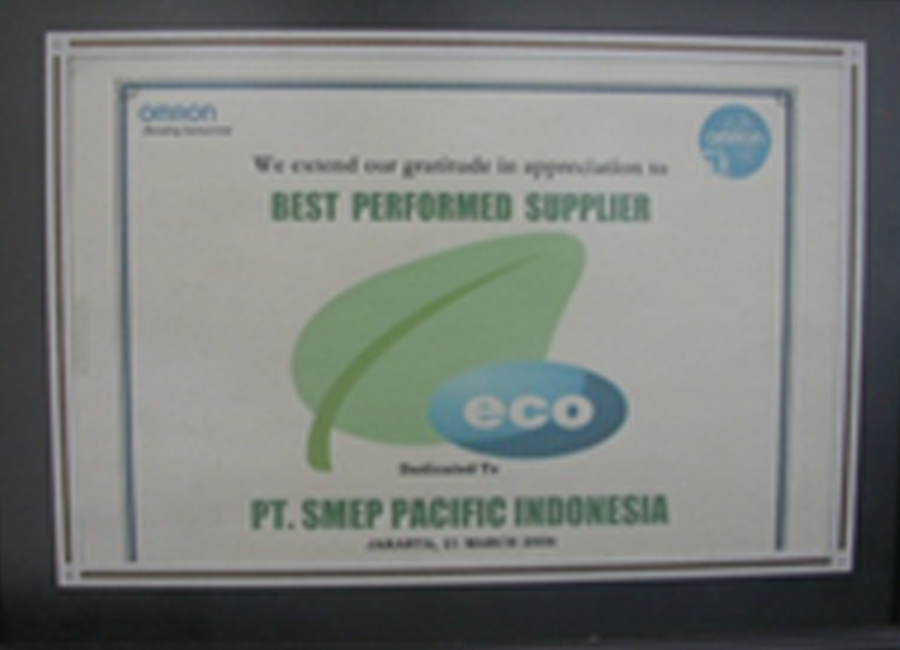 OMRON
OMRON
We extend our gratitude in appreciation to
BEST PERFORMED SUPPLIER
eco
Dedicated To
PT. SMEP PACIFIC INDONESIA
JAKARTA, MARCH